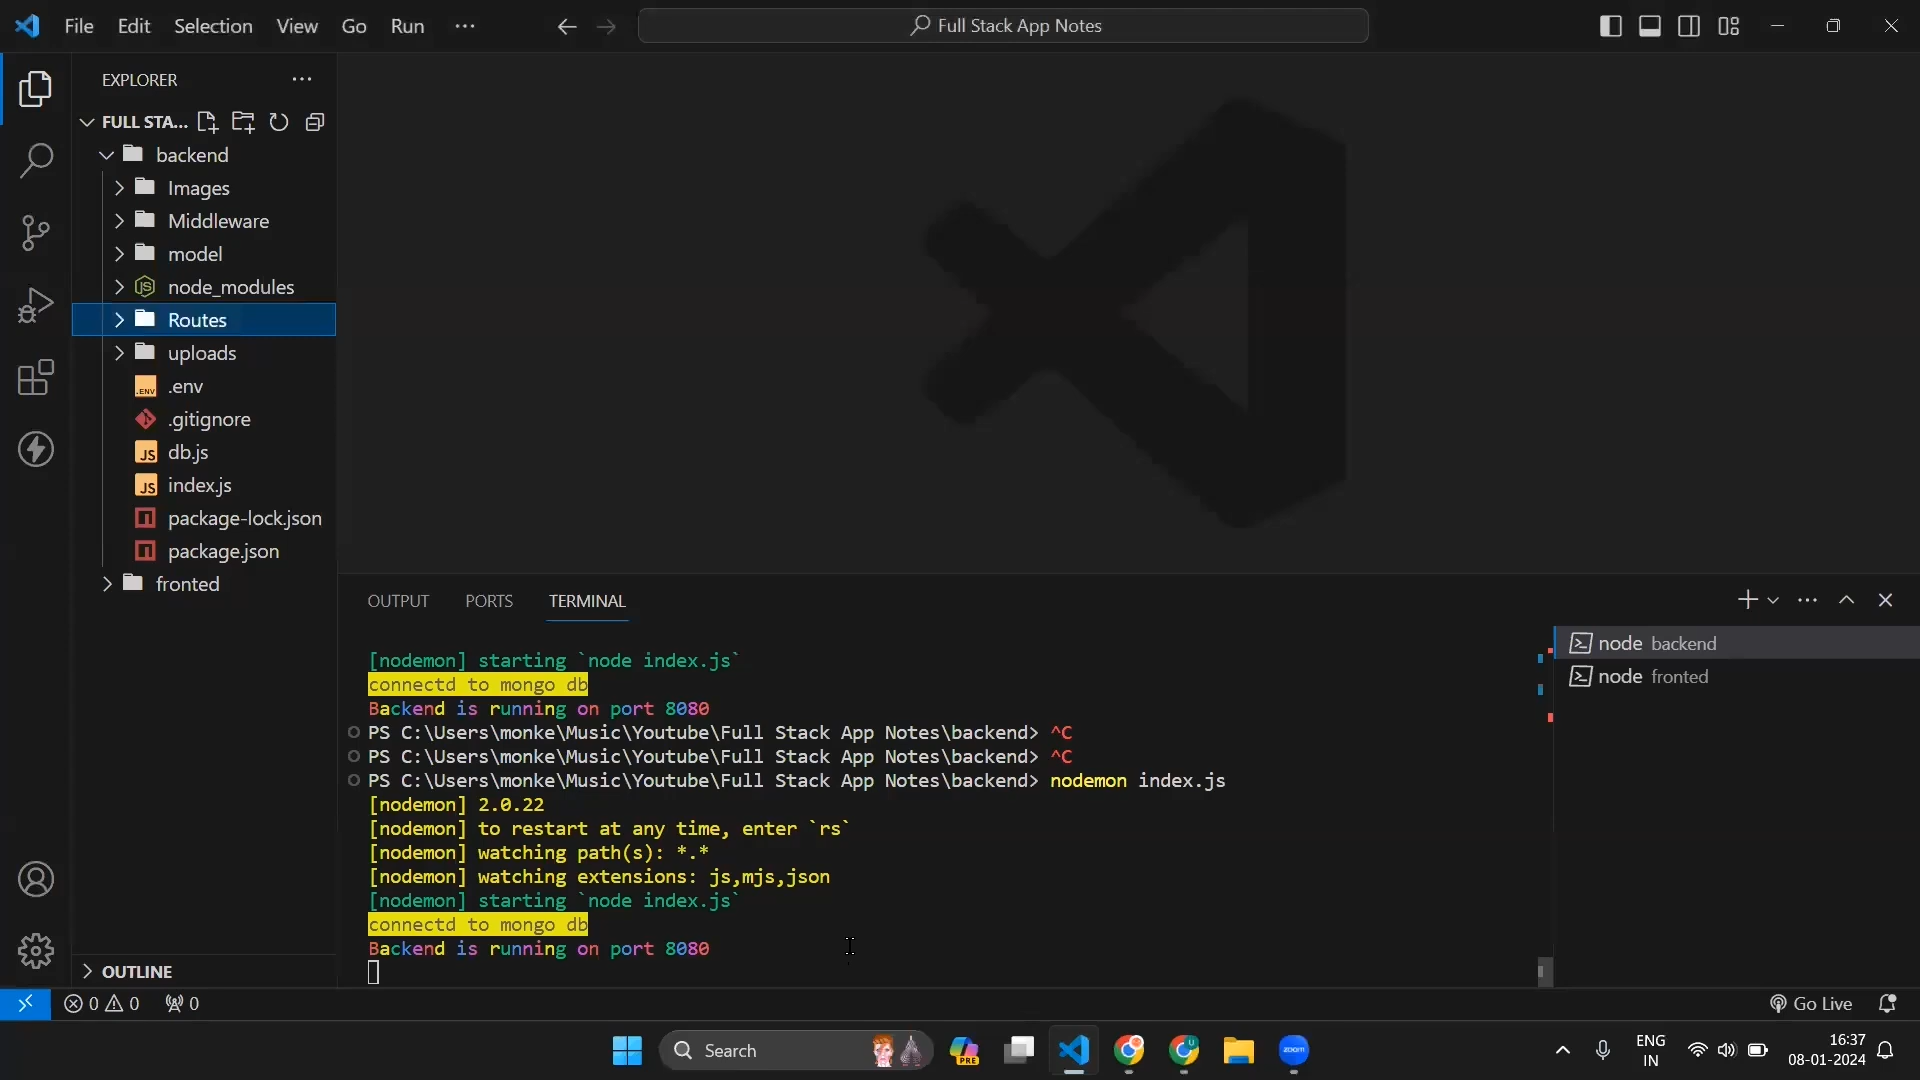 File Edit Selection View Go Run ···
Full Stack App Notes
EXPLORER
FULL STA...
backend
Images
Middleware
model
node_modules
Routes
uploads
.env
.gitignore
db.js
index.js
package-lock.json
package.json
fronted
OUTLINE
OUTPUT PORTS TERMINAL
[nodemon] starting `node index.js`
connectd to mongo db
Backend is running on port 8080
PS C:\Users\monke\Music\Youtube\Full Stack App Notes\backend> ^C
PS C:\Users\monke\Music\Youtube\Full Stack App Notes\backend> ^C
PS C:\Users\monke\Music\Youtube\Full Stack App Notes\backend> nodemon index.js
[nodemon] 2.0.22
[nodemon] to restart at any time, enter `rs`
[nodemon] watching path(s): *.*
[nodemon] watching extensions: js,mjs,json
[nodemon] starting `node index.js`
connectd to mongo db
Backend is running on port 8080
node backend
node fronted
0 0 0
Go Live
Search
PRE
zoom
ENG
IN
16:37
08-01-2024